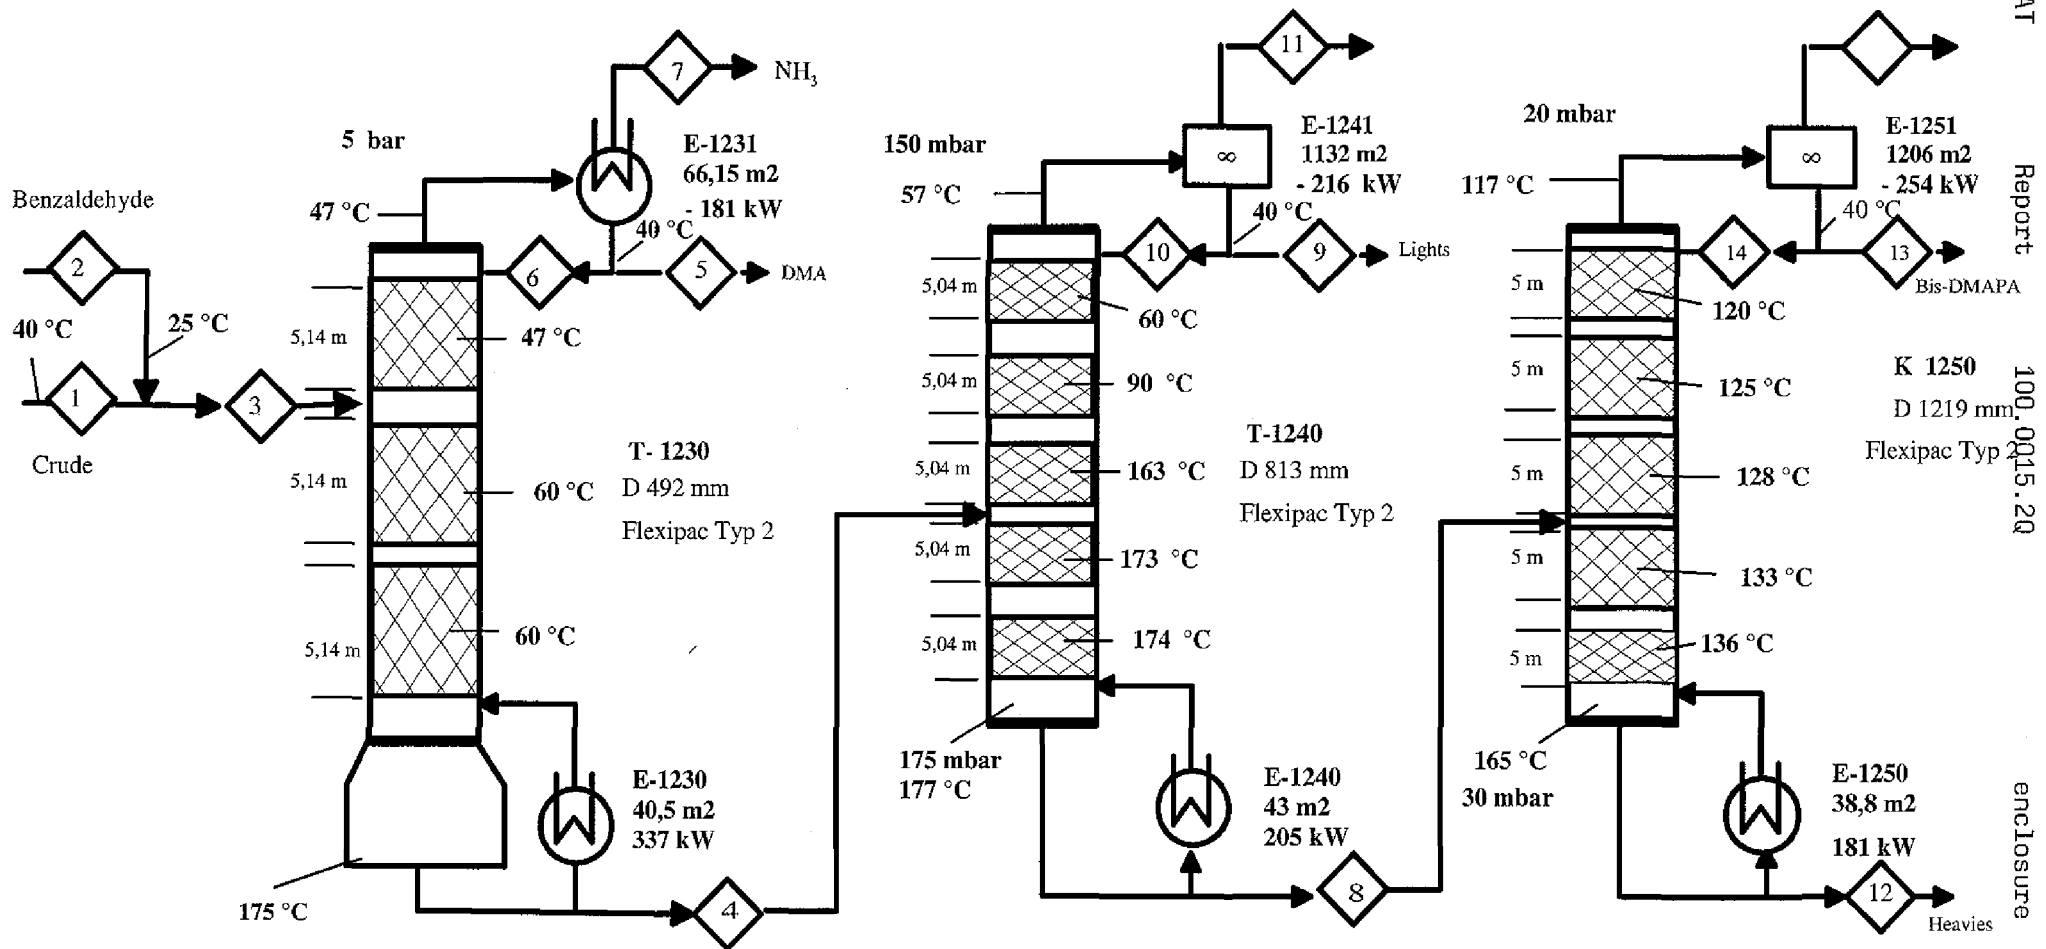 Benzaldehyde
2
40 °C
25 °C
1
3
Crude
5 bar
47 °C
7
NH3
E-1231
66,15 m2
- 181 kW
40 °C
6
5
DMA
5,14 m
47 °C
5,14 m
60 °C
5,14 m
60 °C
T- 1230
D 492 mm
Flexipac Typ 2
E-1230
40,5 m2
337 kW
175 °C
4
150 mbar
57 °C
11
∞
E-1241
1132 m2
- 216 kW
40 °C
10
9
Lights
5,04 m
60 °C
5,04 m
90 °C
5,04 m
163 °C
5,04 m
173 °C
5,04 m
174 °C
T-1240
D 813 mm
Flexipac Typ 2
175 mbar
177 °C
E-1240
43 m2
205 kW
8
20 mbar
117 °C
∞
E-1251
1206 m2
- 254 kW
40 °C
14
13
Bis-DMAPA
5 m
120 °C
5 m
125 °C
5 m
128 °C
5 m
133 °C
5 m
136 °C
K 1250
D 1219 mm
Flexipac Typ 2
165 °C
30 mbar
E-1250
38,8 m2
181 kW
12
Heavies
AT Report 100.0015.2Q enclosure